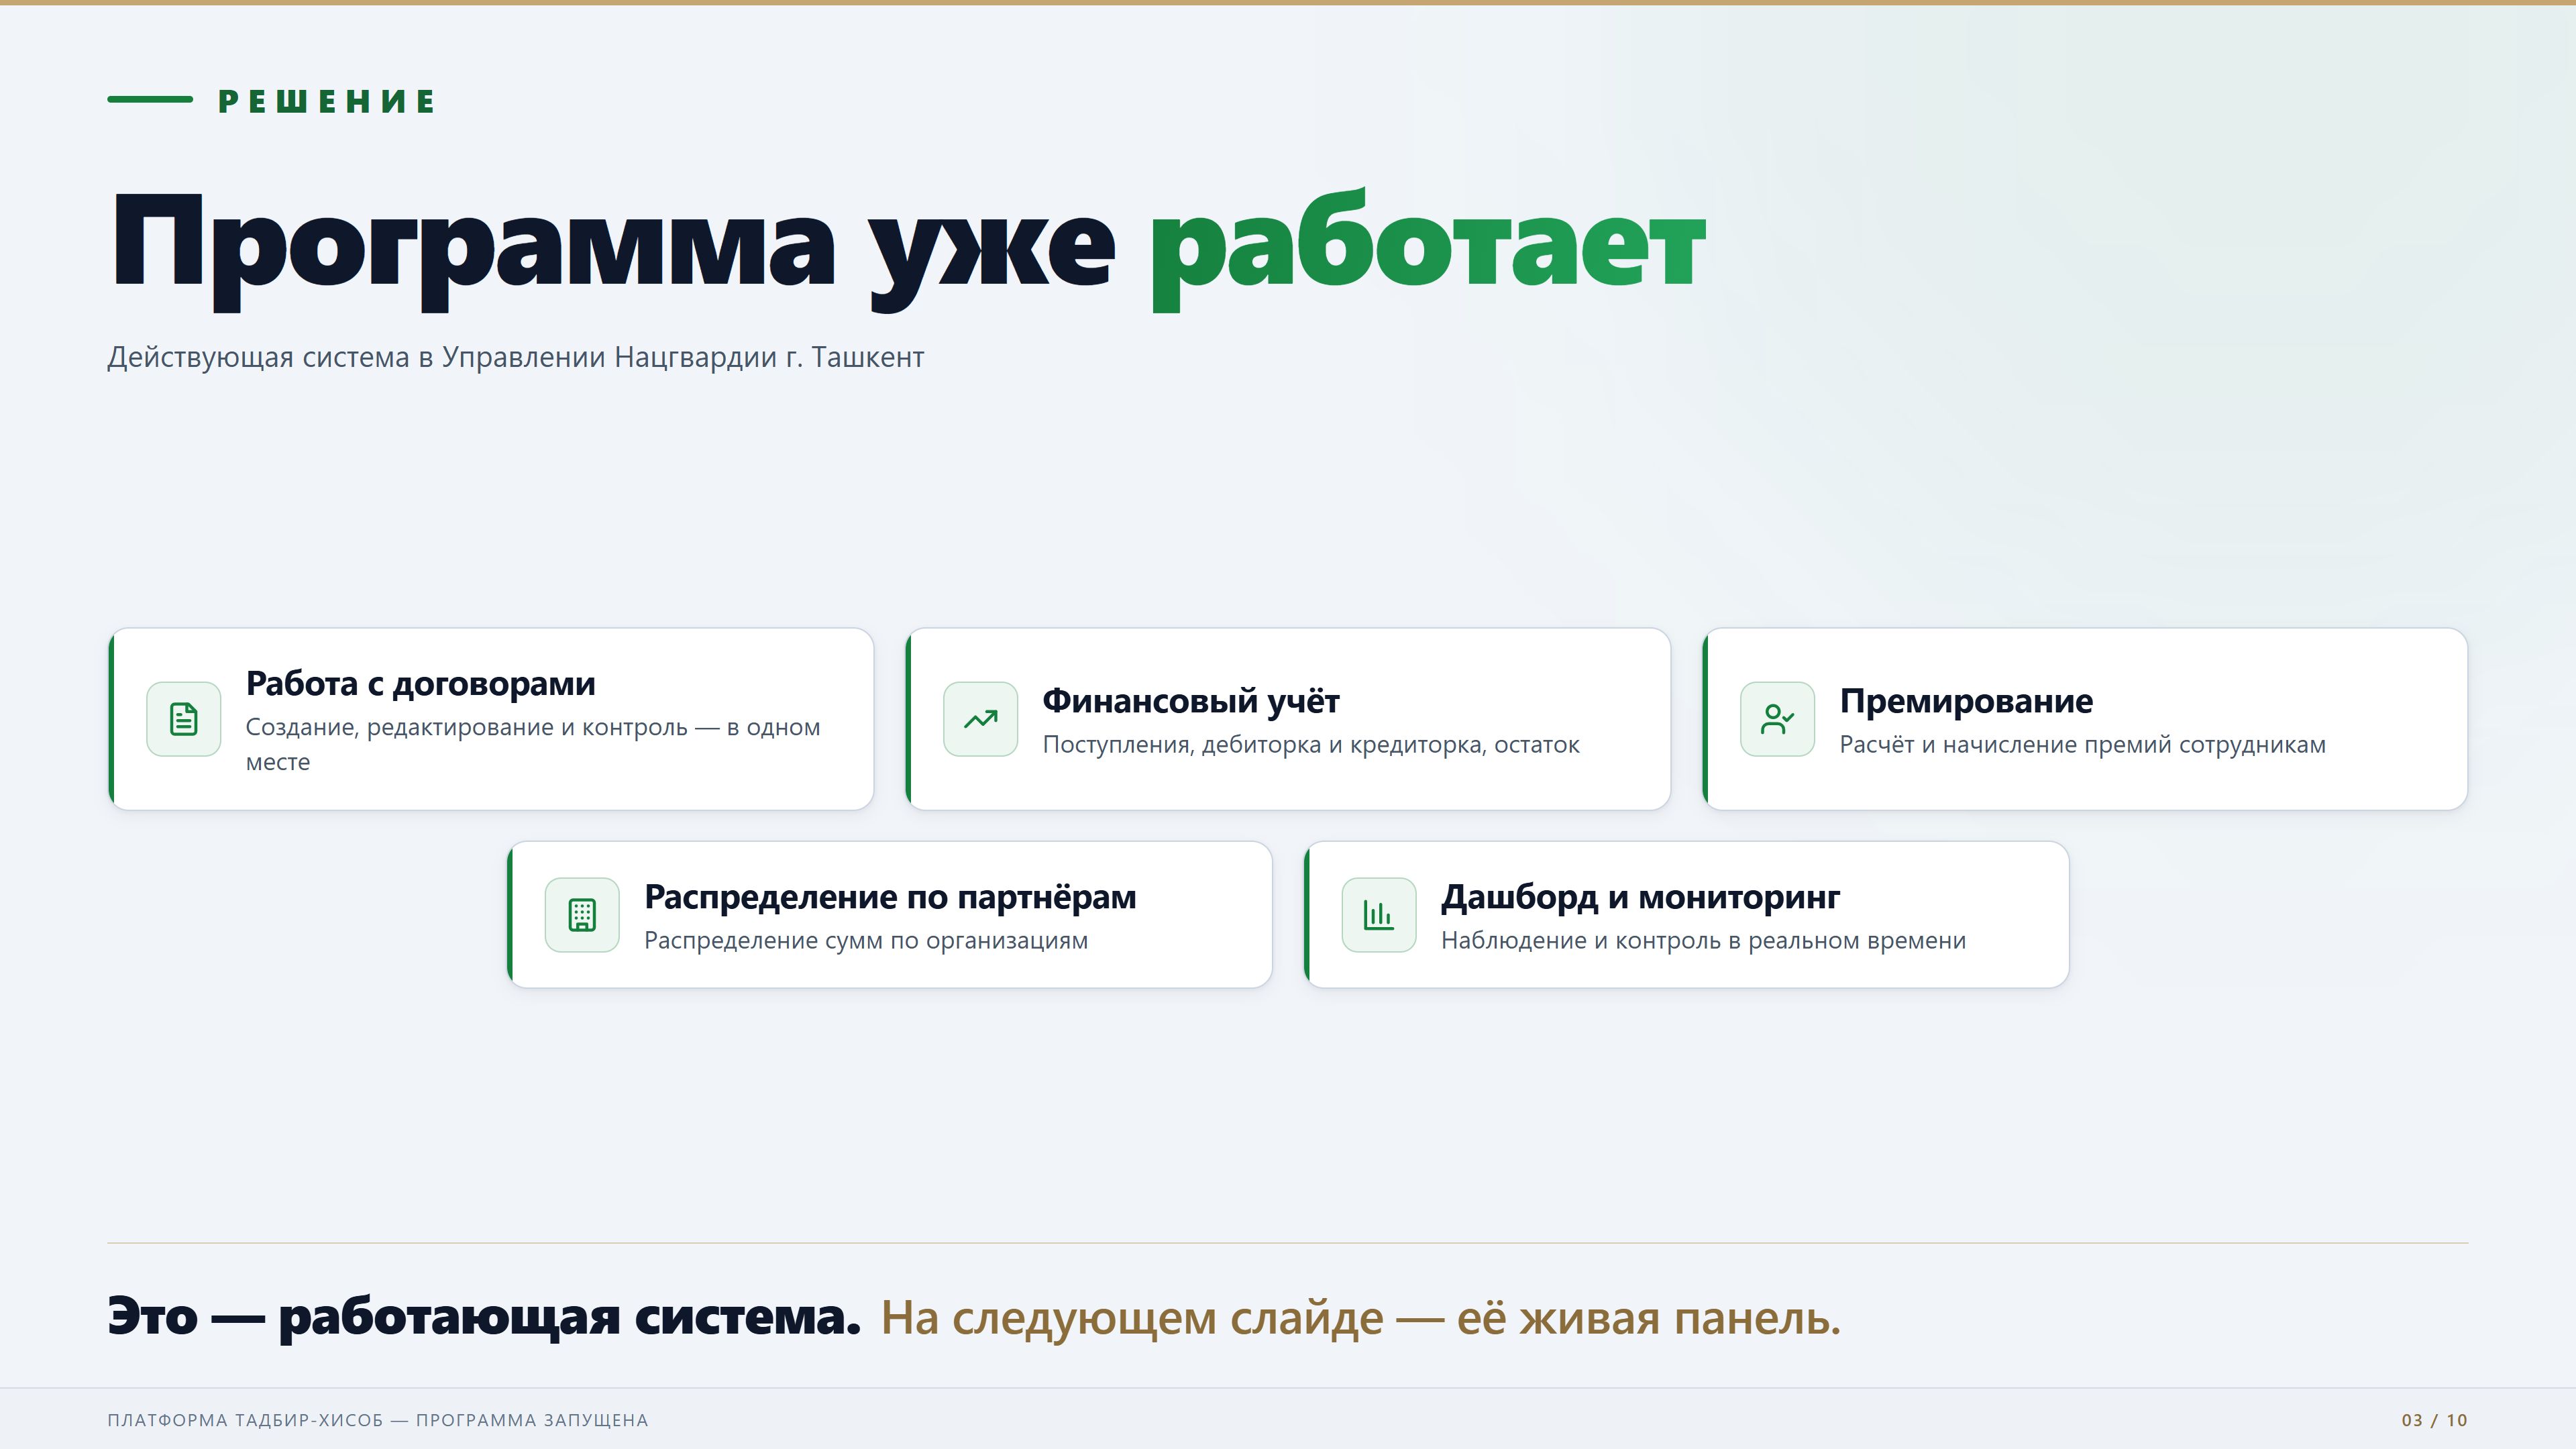 РЕШЕНИЕ
Программа уже работает
Действующая система в Управлении Нацгвардии г. Ташкент
Работа с договорами
Создание, редактирование и контроль — в одном
месте
Финансовый учёт
Поступления, дебиторка и кредиторка, остаток
Премирование
Расчёт и начисление премий сотрудникам
Распределение по партнёрам
Распределение сумм по организациям
Дашборд и мониторинг
Наблюдение и контроль в реальном времени
Это — работающая система. На следующем слайде — её живая панель.
ПЛАТФОРМА ТАДБИР-ХИСОБ — ПРОГРАММА ЗАПУЩЕНА
03 / 10